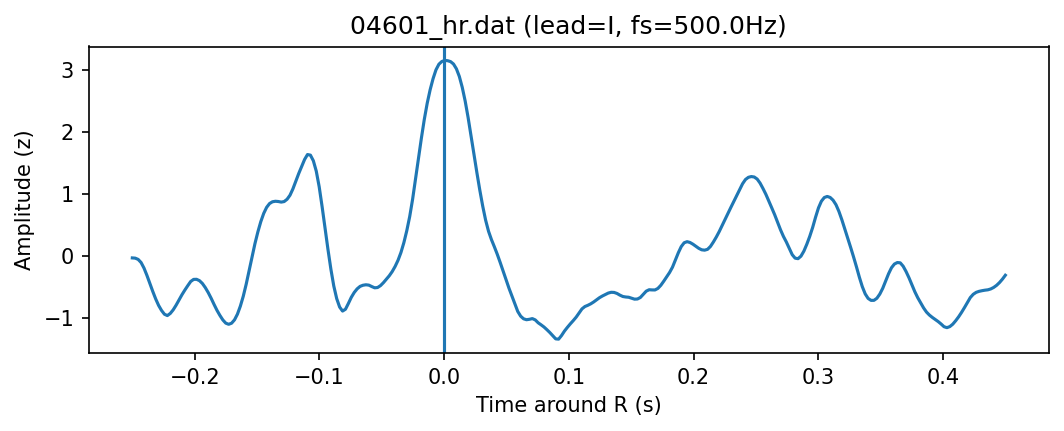 04601_hr.dat (lead=I, fs=500.0Hz)
Amplitude (z)
3
2
1
0
−1
−0.2 −0.1 0.0 0.1 0.2 0.3 0.4
Time around R (s)